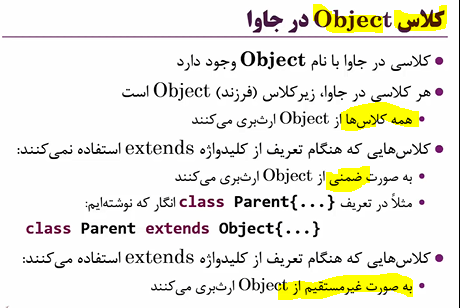 کلاس Object در جاوا
کلاسی در جاوا با نام Object وجود دارد
هر کلاسی در جاوا، زیرکلاس (فرزند) Object است
همه کلاس‌ها از Object ارث‌بری می‌کنند
کلاس‌هایی که هنگام تعریف از کلیدواژه extends استفاده نمی‌کنند:
به صورت ضمنی از Object ارث‌بری می‌کنند
مثلاً در تعریف class Parent{...} انگار که نوشته‌ایم:
class Parent extends Object{...}
کلاس‌هایی که هنگام تعریف از کلیدواژه extends استفاده می‌کنند:
به صورت غیرمستقیم از Object ارث‌بری می‌کنند